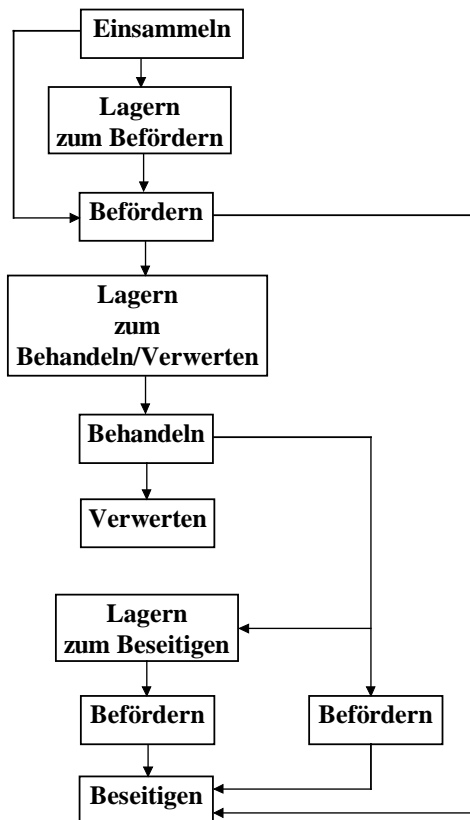 Einsammeln
Lagern
zum Befördern
Befördern
Lagern
zum
Behandeln/Verwerten
Behandeln
Verwerten
Lagern
zum Beseitigen
Befördern
Befördern
Beseitigen